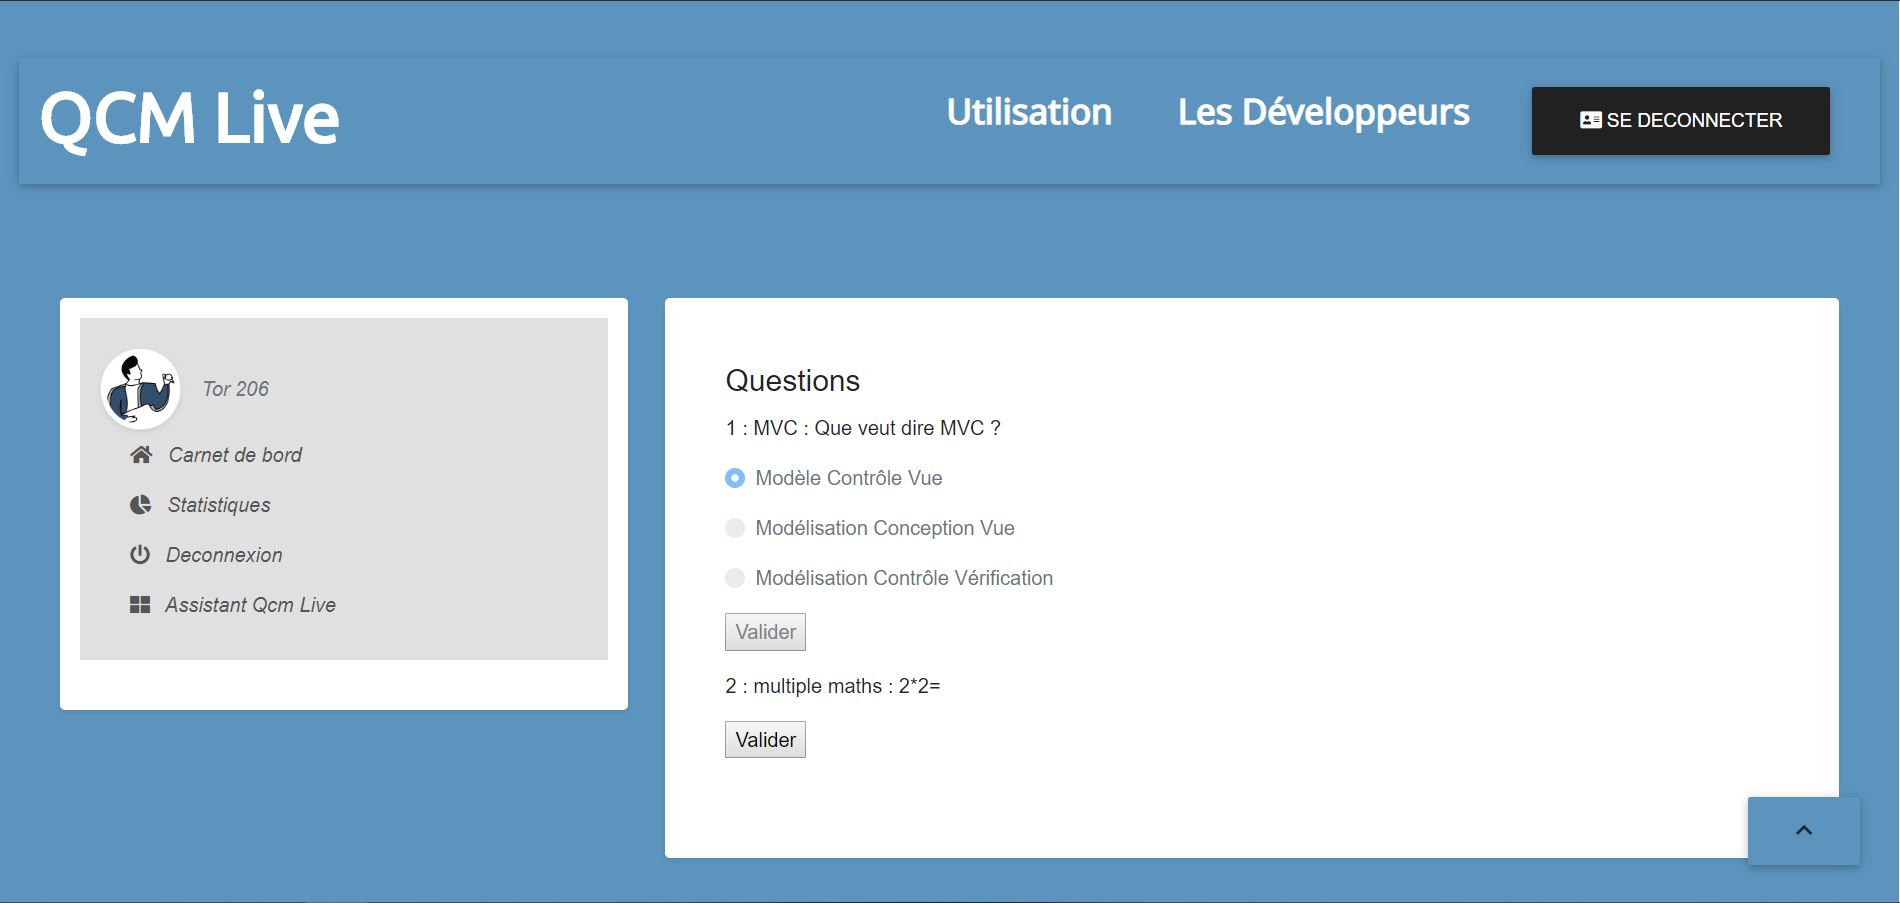 QCM Live
Utilisation
Les Développeurs
SE DECONNECTER
Tor 206
Carnet de bord
Statistiques
Deconnexion
Assistant Qcm Live
Questions
1 : MVC : Que veut dire MVC ?
Modèle Contrôle Vue
Modélisation Conception Vue
Modélisation Contrôle Vérification
Valider
2 : multiple maths : 2*2=
Valider